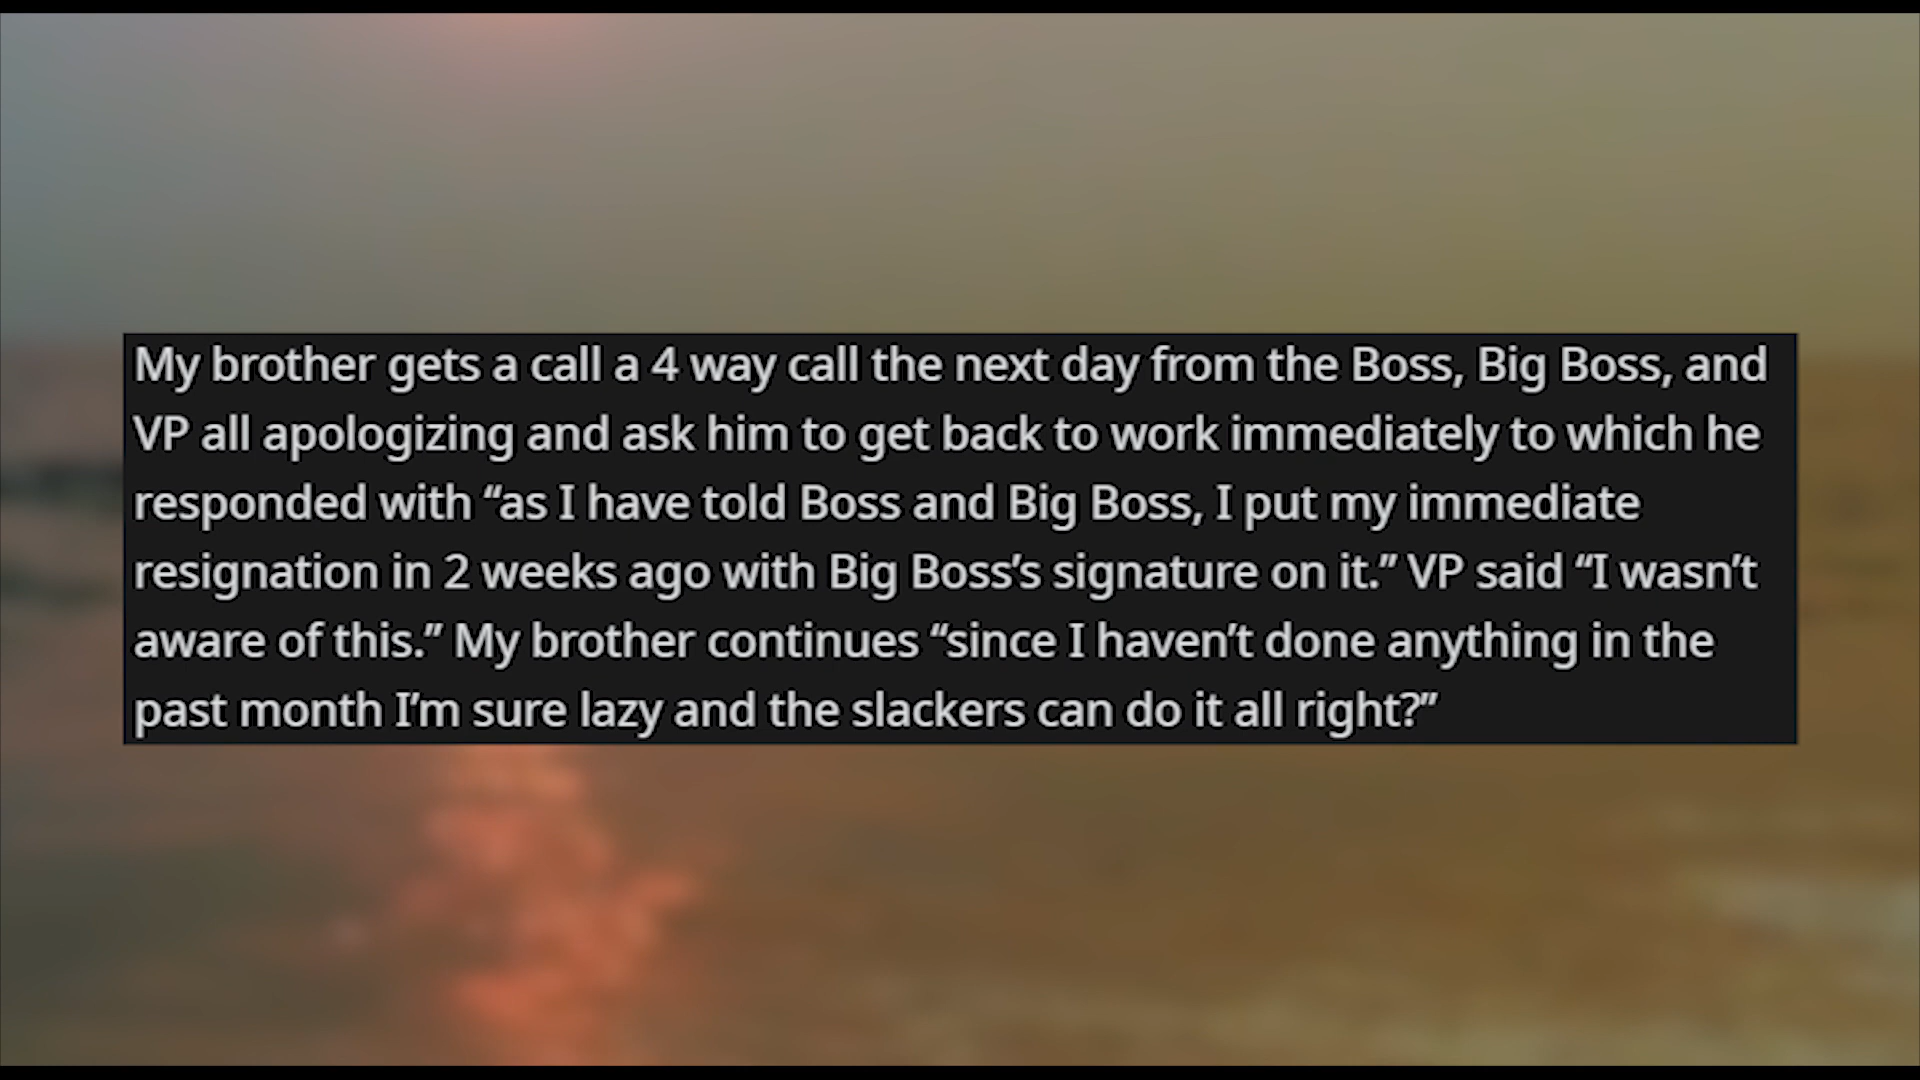 My brother gets a call a 4 way call the next day from the Boss, Big Boss, and
VP all apologizing and ask him to get back to work immediately to which he
responded with “as I have told Boss and Big Boss, I put my immediate
resignation in 2 weeks ago with Big Boss’s signature on it.” VP said “I wasn’t
aware of this.” My brother continues “since I haven’t done anything in the
past month I’m sure lazy and the slackers can do it all right?”